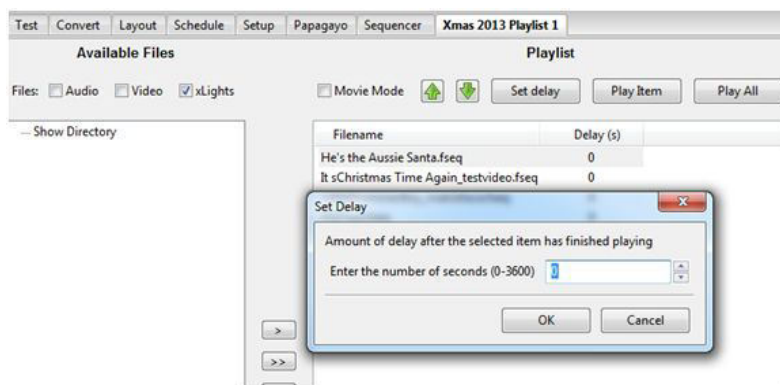 Test Convert Layout Schedule Setup Papagayo Sequencer Xmas 2013 Playlist 1
Available Files Playlist
Files: Audio Video xLights Movie Mode Set delay Play Item Play All
Show Directory
Filename Delay (s)
He's the Aussie Santa.fseq 0
It sChristmas Time Again_testvideo.fseq 0
Set Delay
Amount of delay after the selected item has finished playing
Enter the number of seconds (0-3600) 0
OK Cancel
>
>>